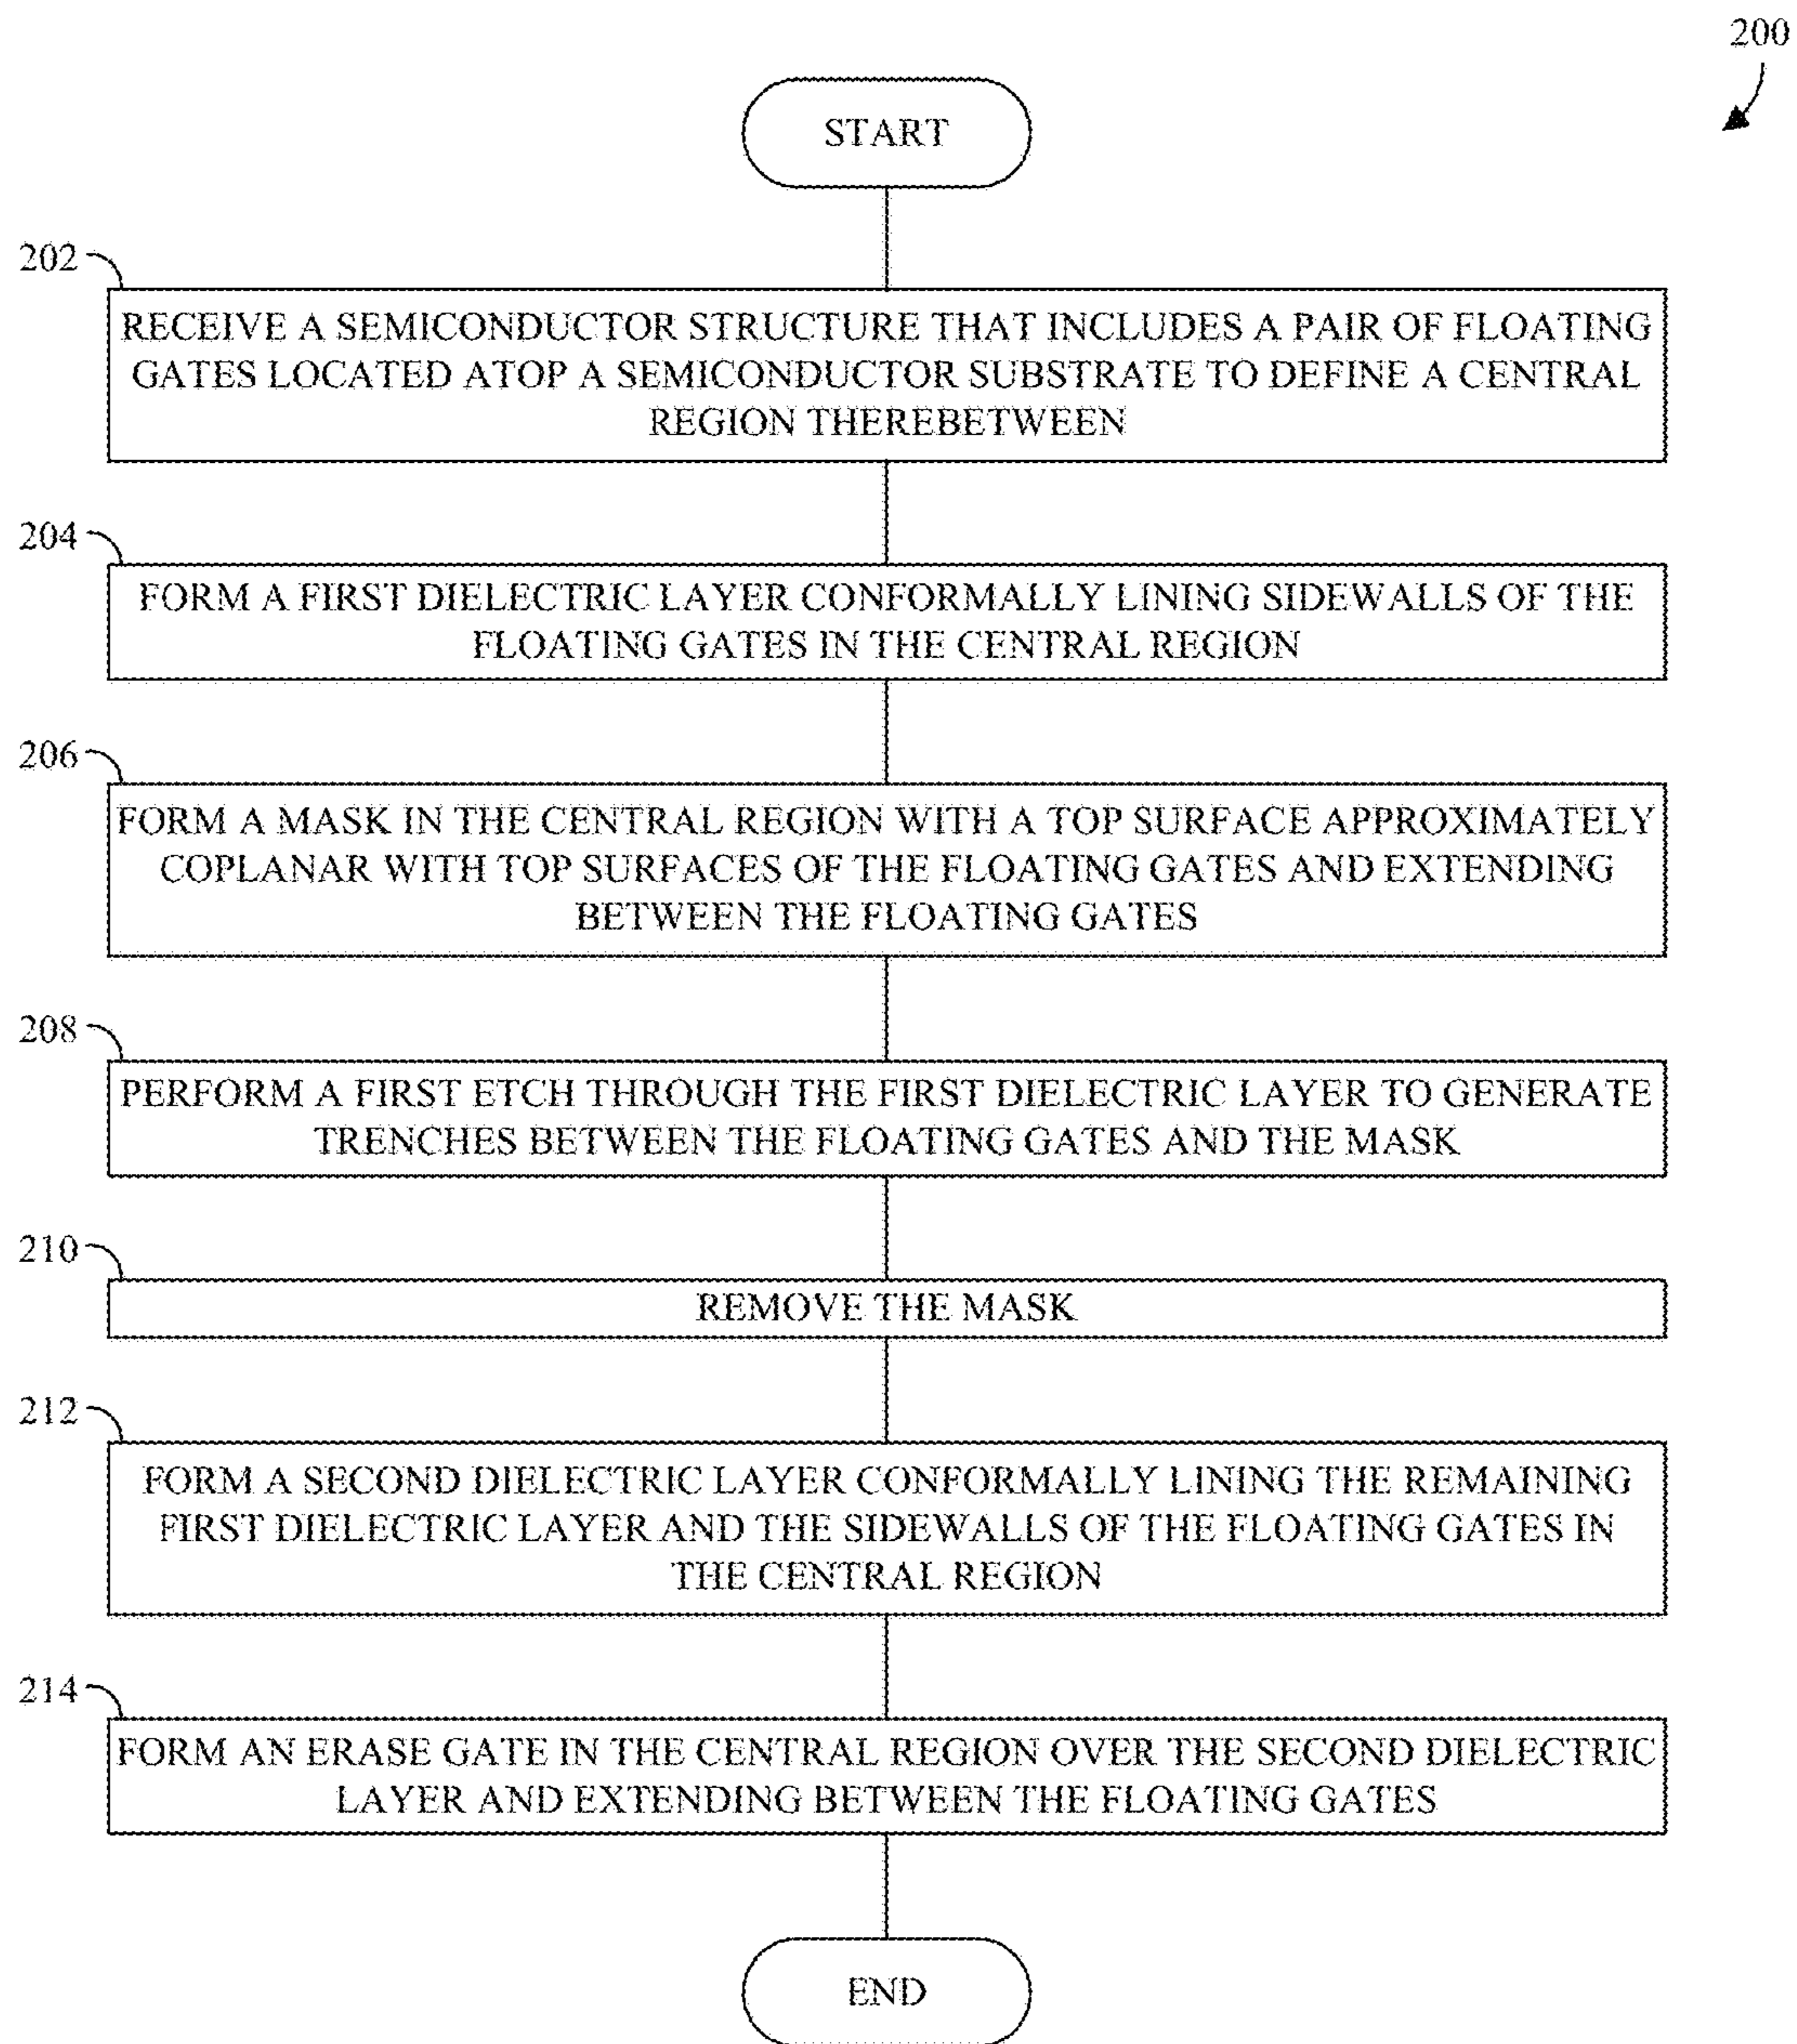 200
START
202
RECEIVE A SEMICONDUCTOR STRUCTURE THAT INCLUDES A PAIR OF FLOATING
GATES LOCATED ATOP A SEMICONDUCTOR SUBSTRATE TO DEFINE A CENTRAL
REGION THEREBETWEEN
204
FORM A FIRST DIELECTRIC LAYER CONFORMALLY LINING SIDEWALLS OF THE
FLOATING GATES IN THE CENTRAL REGION
206
FORM A MASK IN THE CENTRAL REGION WITH A TOP SURFACE APPROXIMATELY
COPLANAR WITH TOP SURFACES OF THE FLOATING GATES AND EXTENDING
BETWEEN THE FLOATING GATES
208
PERFORM A FIRST ETCH THROUGH THE FIRST DIELECTRIC LAYER TO GENERATE
TRENCHES BETWEEN THE FLOATING GATES AND THE MASK
210
REMOVE THE MASK
212
FORM A SECOND DIELECTRIC LAYER CONFORMALLY LINING THE REMAINING
FIRST DIELECTRIC LAYER AND THE SIDEWALLS OF THE FLOATING GATES IN
THE CENTRAL REGION
214
FORM AN ERASE GATE IN THE CENTRAL REGION OVER THE SECOND DIELECTRIC
LAYER AND EXTENDING BETWEEN THE FLOATING GATES
END